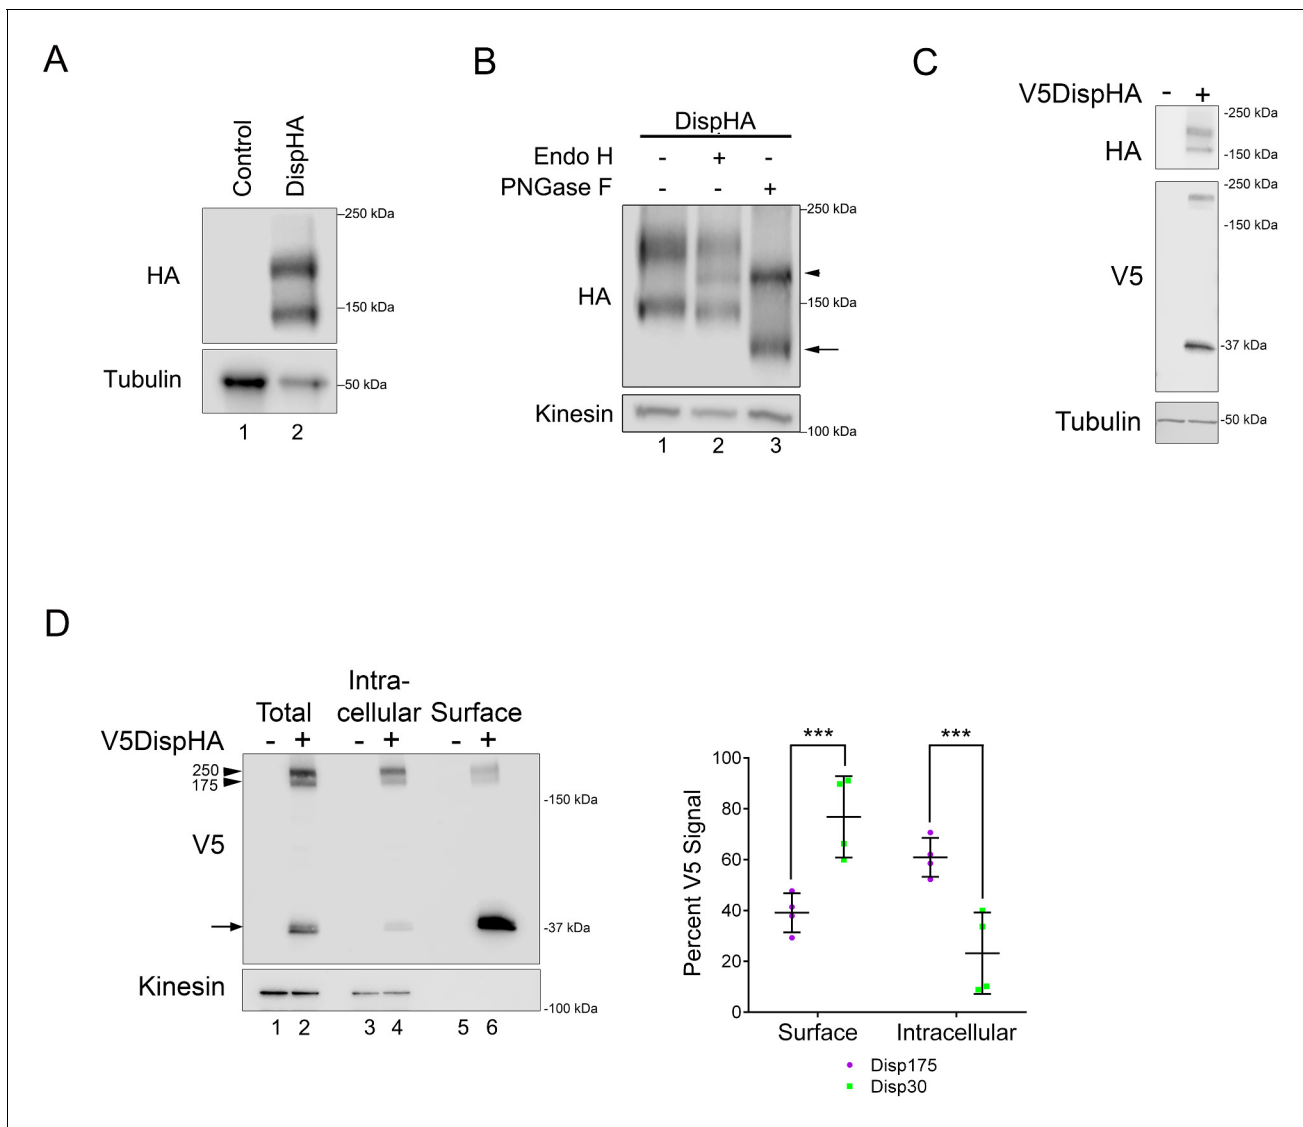 A
Control
DispHA
-250 kDa
HA
-150 kDa
Tubulin
-50 kDa
1 2
B
DispHA
Endo H - + -
PNGase F - - +
-250 kDa
HA
-150 kDa
Kinesin
-100 kDa
1 2 3
C
V5DispHA - +
-250 kDa
HA
-150 kDa
-250 kDa
-150 kDa
V5
-37 kDa
Tubulin
-50 kDa
D
Total
Intra-
cellular
Surface
V5DispHA - + - + - +
250
175
-150 kDa
V5
-37 kDa
Kinesin
-100 kDa
1 2 3 4 5 6
*** ***
Percent V5 Signal
100
80
60
40
20
0
Surface Intracellular
Disp175
Disp30